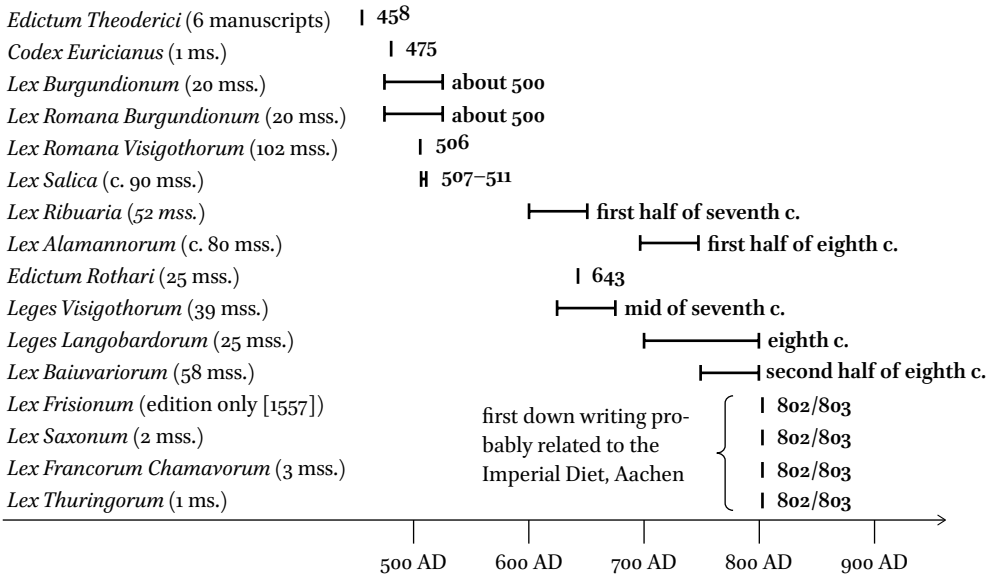 Edictum Theoderici (6 manuscripts) 458
Codex Euricianus (1 ms.) 475
Lex Burgundionum (20 mss.) about 500
Lex Romana Burgundionum (20 mss.) about 500
Lex Romana Visigothorum (102 mss.) 506
Lex Salica (c. 90 mss.) 507–511
Lex Ribuaria (52 mss.) first half of seventh c.
Lex Alamannorum (c. 80 mss.) first half of eighth c.
Edictum Rothari (25 mss.) 643
Leges Visigothorum (39 mss.) mid of seventh c.
Leges Langobardorum (25 mss.) eighth c.
Lex Baiuvariorum (58 mss.) second half of eighth c.
Lex Frisionum (edition only [1557]) 802/803
Lex Saxonum (2 mss.) 802/803
Lex Francorum Chamavorum (3 mss.) 802/803
Lex Thuringorum (1 ms.) 802/803
first down writing pro-
bably related to the
Imperial Diet, Aachen
500 AD 600 AD 700 AD 800 AD 900 AD